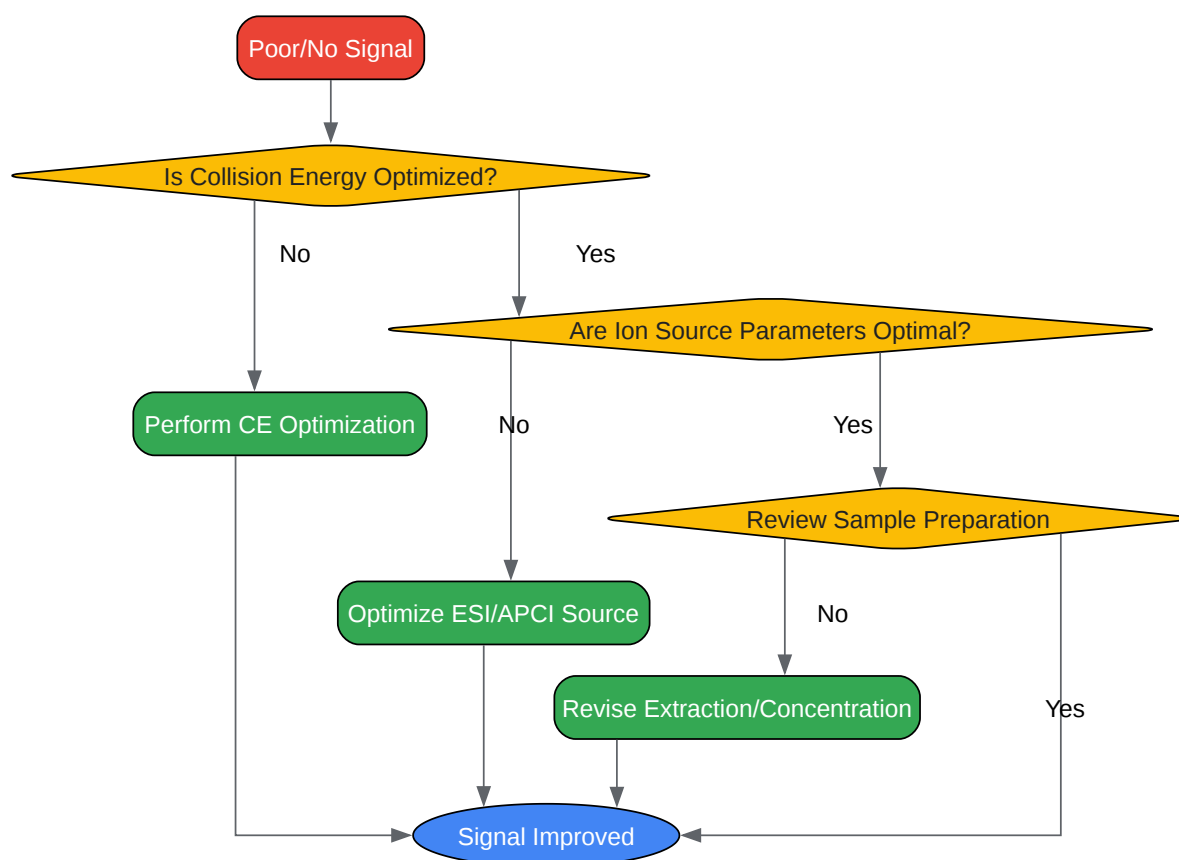 Poor/No Signal
Is Collision Energy Optimized?
No
Yes
Are Ion Source Parameters Optimal?
Perform CE Optimization
No
Yes
Review Sample Preparation
Optimize ESI/APCI Source
No
Revise Extraction/Concentration
Yes
Signal Improved